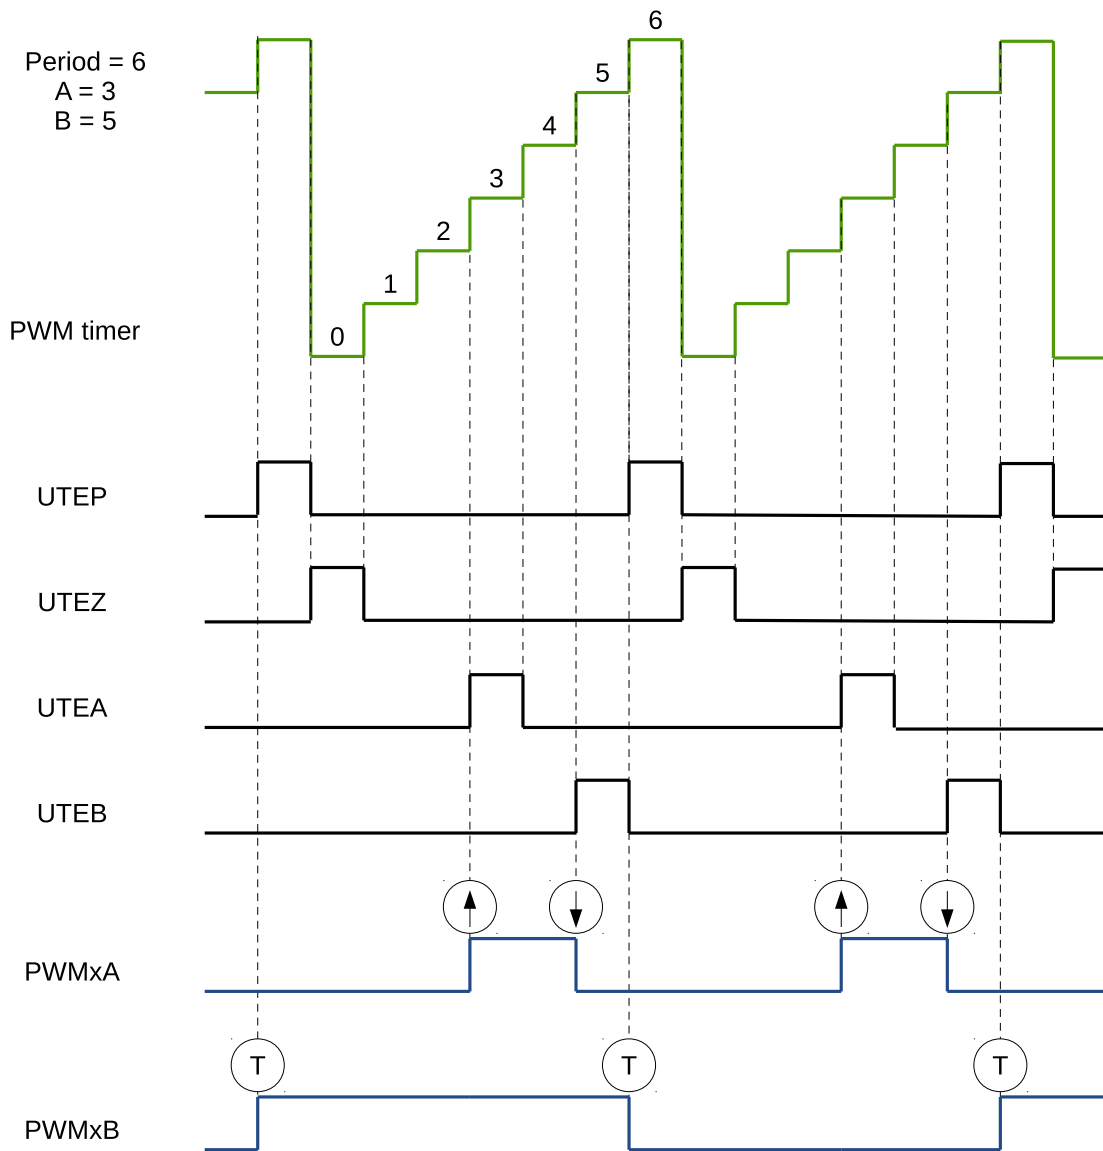 6
Period = 6
A = 3
B = 5
5
4
3
2
1
0
PWM timer
UTEP
UTEZ
UTEA
UTEB
PWMxA
T T T
PWMxB